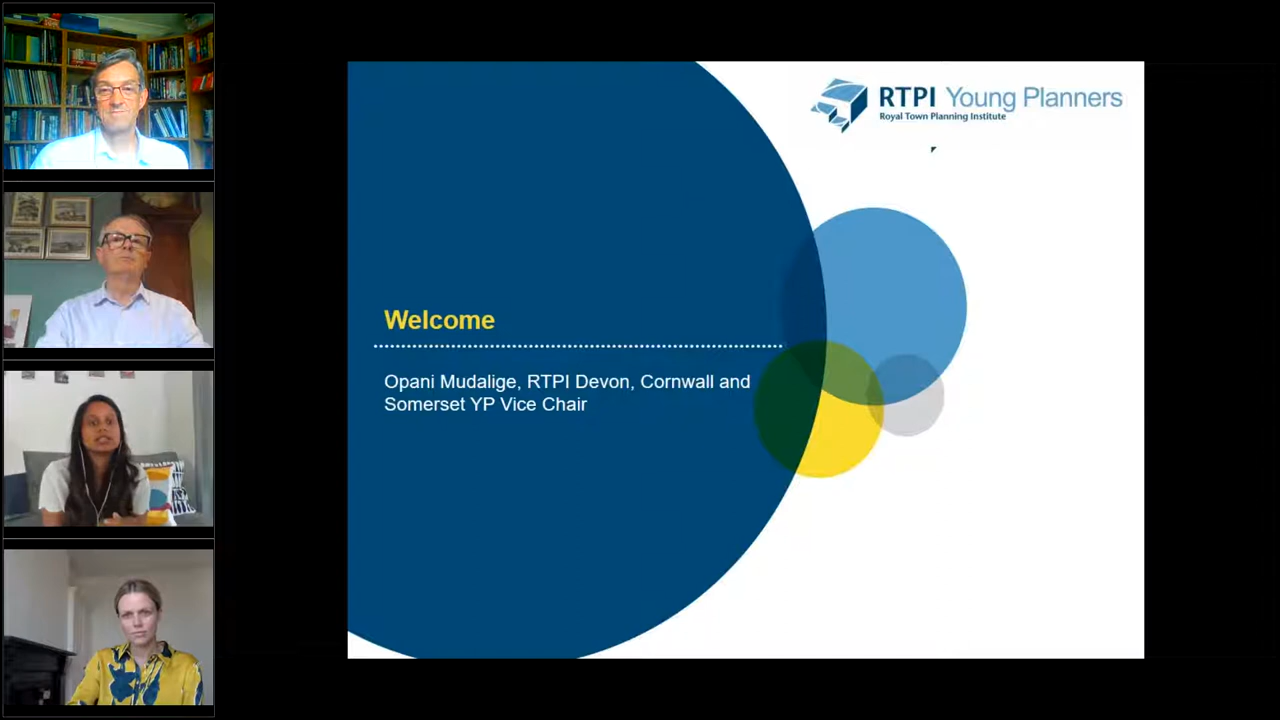 RTPI Young Planners
Royal Town Planning Institute
Welcome
Opani Mudalige, RTPI Devon, Cornwall and
Somerset YP Vice Chair